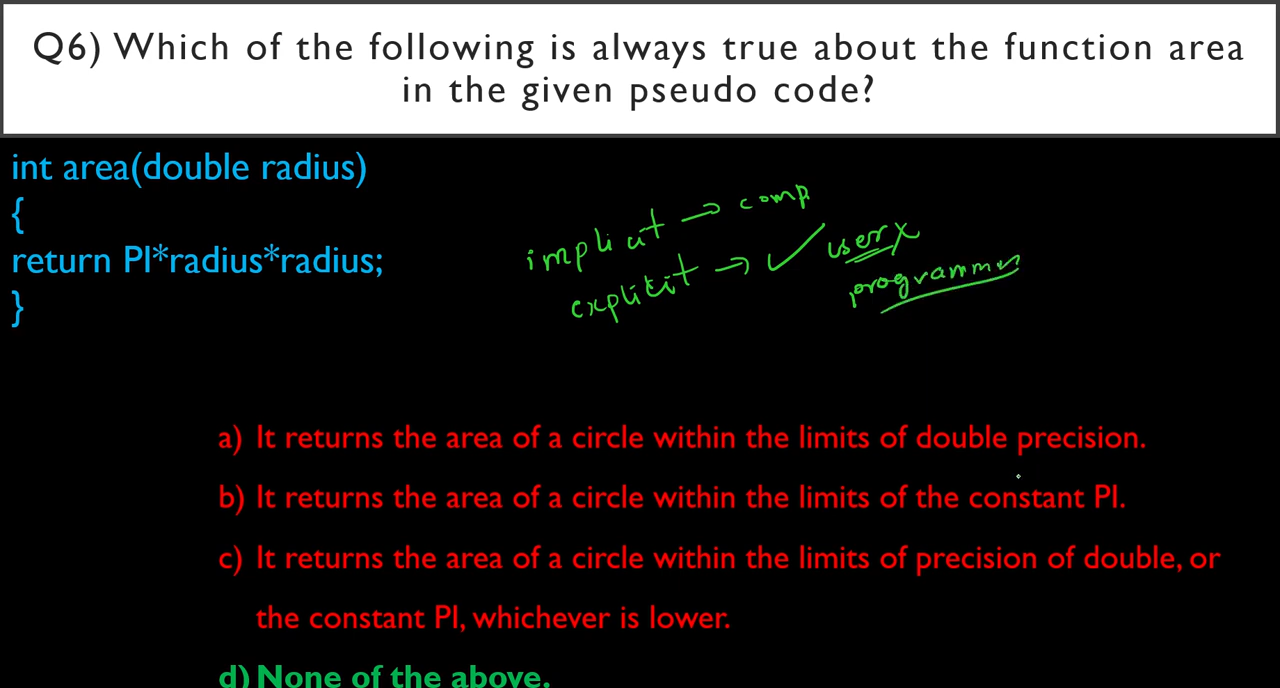 Q6) Which of the following is always true about the function area
in the given pseudo code?
int area(double radius)
{
return PI*radius*radius;
}
implicit → comp
explicit → ✓ user x
programmer
a) It returns the area of a circle within the limits of double precision.
b) It returns the area of a circle within the limits of the constant PI.
c) It returns the area of a circle within the limits of precision of double, or
the constant PI, whichever is lower.
d) None of the above.